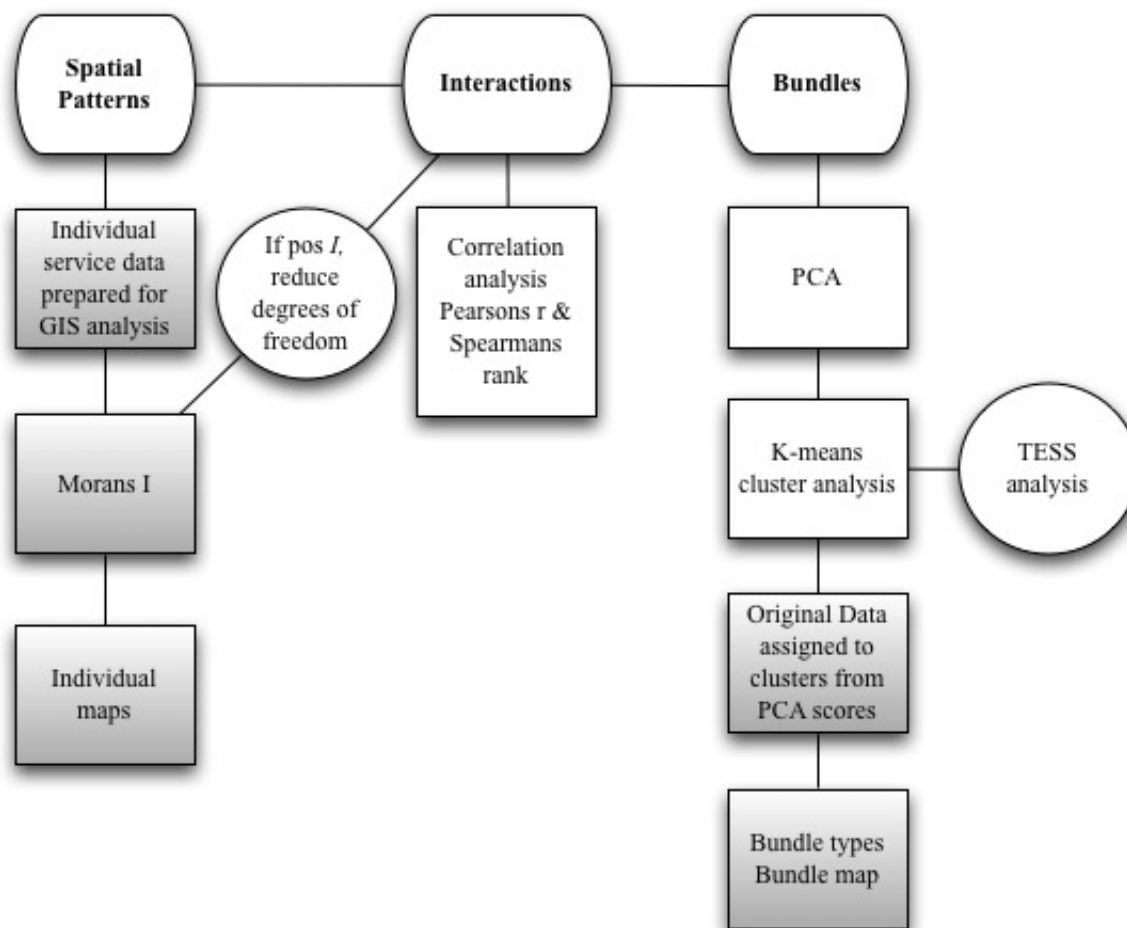 Spatial
Patterns
Interactions
Bundles
Individual
service data
prepared for
GIS analysis
If pos I,
reduce
degrees of
freedom
Correlation
analysis
Pearsons r &
Spearmans
rank
PCA
Morans I
K-means
cluster analysis
TESS
analysis
Individual
maps
Original Data
assigned to
clusters from
PCA scores
Bundle types
Bundle map